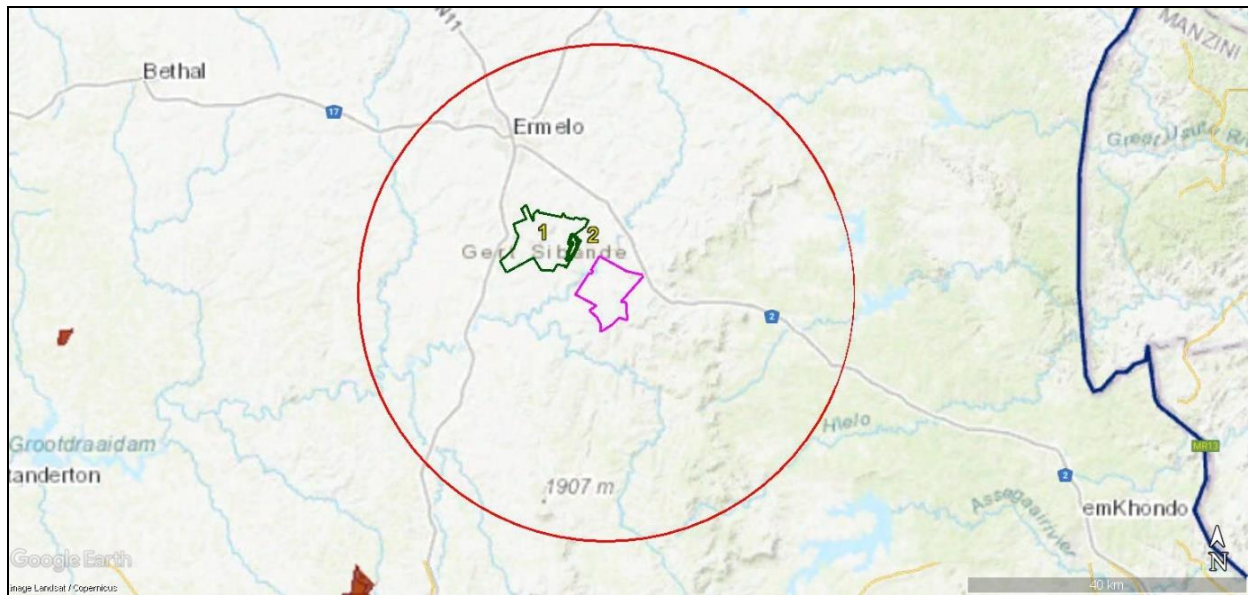 N11
MANZINI
Bethal
17
Ermelo
Great Usutu Ri
1
2
Gert Sibande
2
Hlelo
MR13
Grootdraaidam
tanderton
1907 m
2
Assegaairivier
emKhondo
N
Google Earth
40 km
Image Landsat / Copernicus